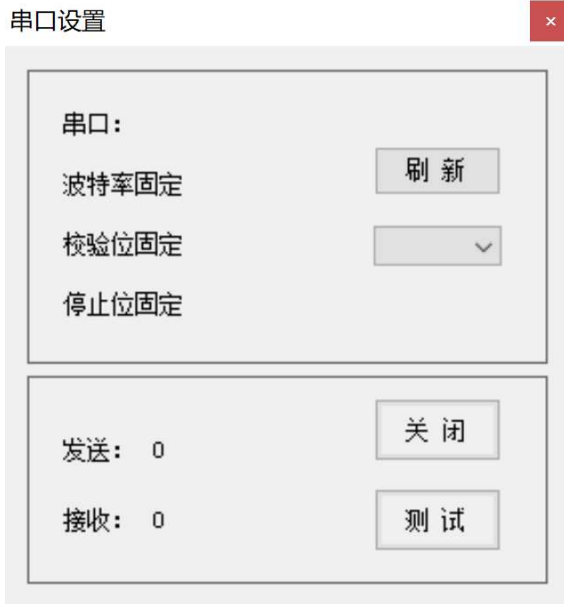 串口设置
串口：
波特率固定
刷 新
校验位固定
停止位固定
发送： 0
关 闭
接收： 0
测 试